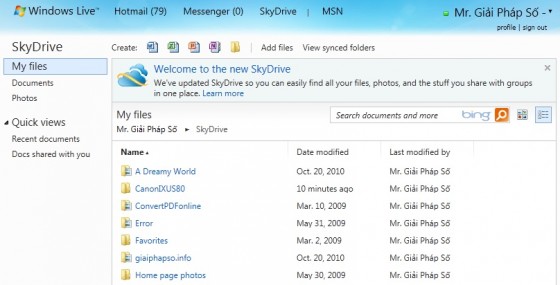 Windows Live™ Hotmail (79) Messenger (0) SkyDrive | MSN
Mr. Giải Pháp Số -
profile | sign out
SkyDrive
Create: Add files View synced folders
My files
Documents
Photos
Quick views
Recent documents
Docs shared with you
Welcome to the new SkyDrive
We've updated SkyDrive so you can easily find all your files, photos, and the stuff you share with groups
in one place. Learn more
My files
Mr. Giải Pháp Số ► SkyDrive
Search documents and more bing
Name Date modified Last modified by
A Dreamy World Oct. 20, 2010 Mr. Giải Pháp Số
CanonIXUS80 10 minutes ago Mr. Giải Pháp Số
ConvertPDFonline Mar. 10, 2009 Mr. Giải Pháp Số
Error May 31, 2009 Mr. Giải Pháp Số
Favorites Mar. 2, 2009 Mr. Giải Pháp Số
giaiphapso.info Oct. 20, 2010 Mr. Giải Pháp Số
Home page photos May 30, 2009 Mr. Giải Pháp Số